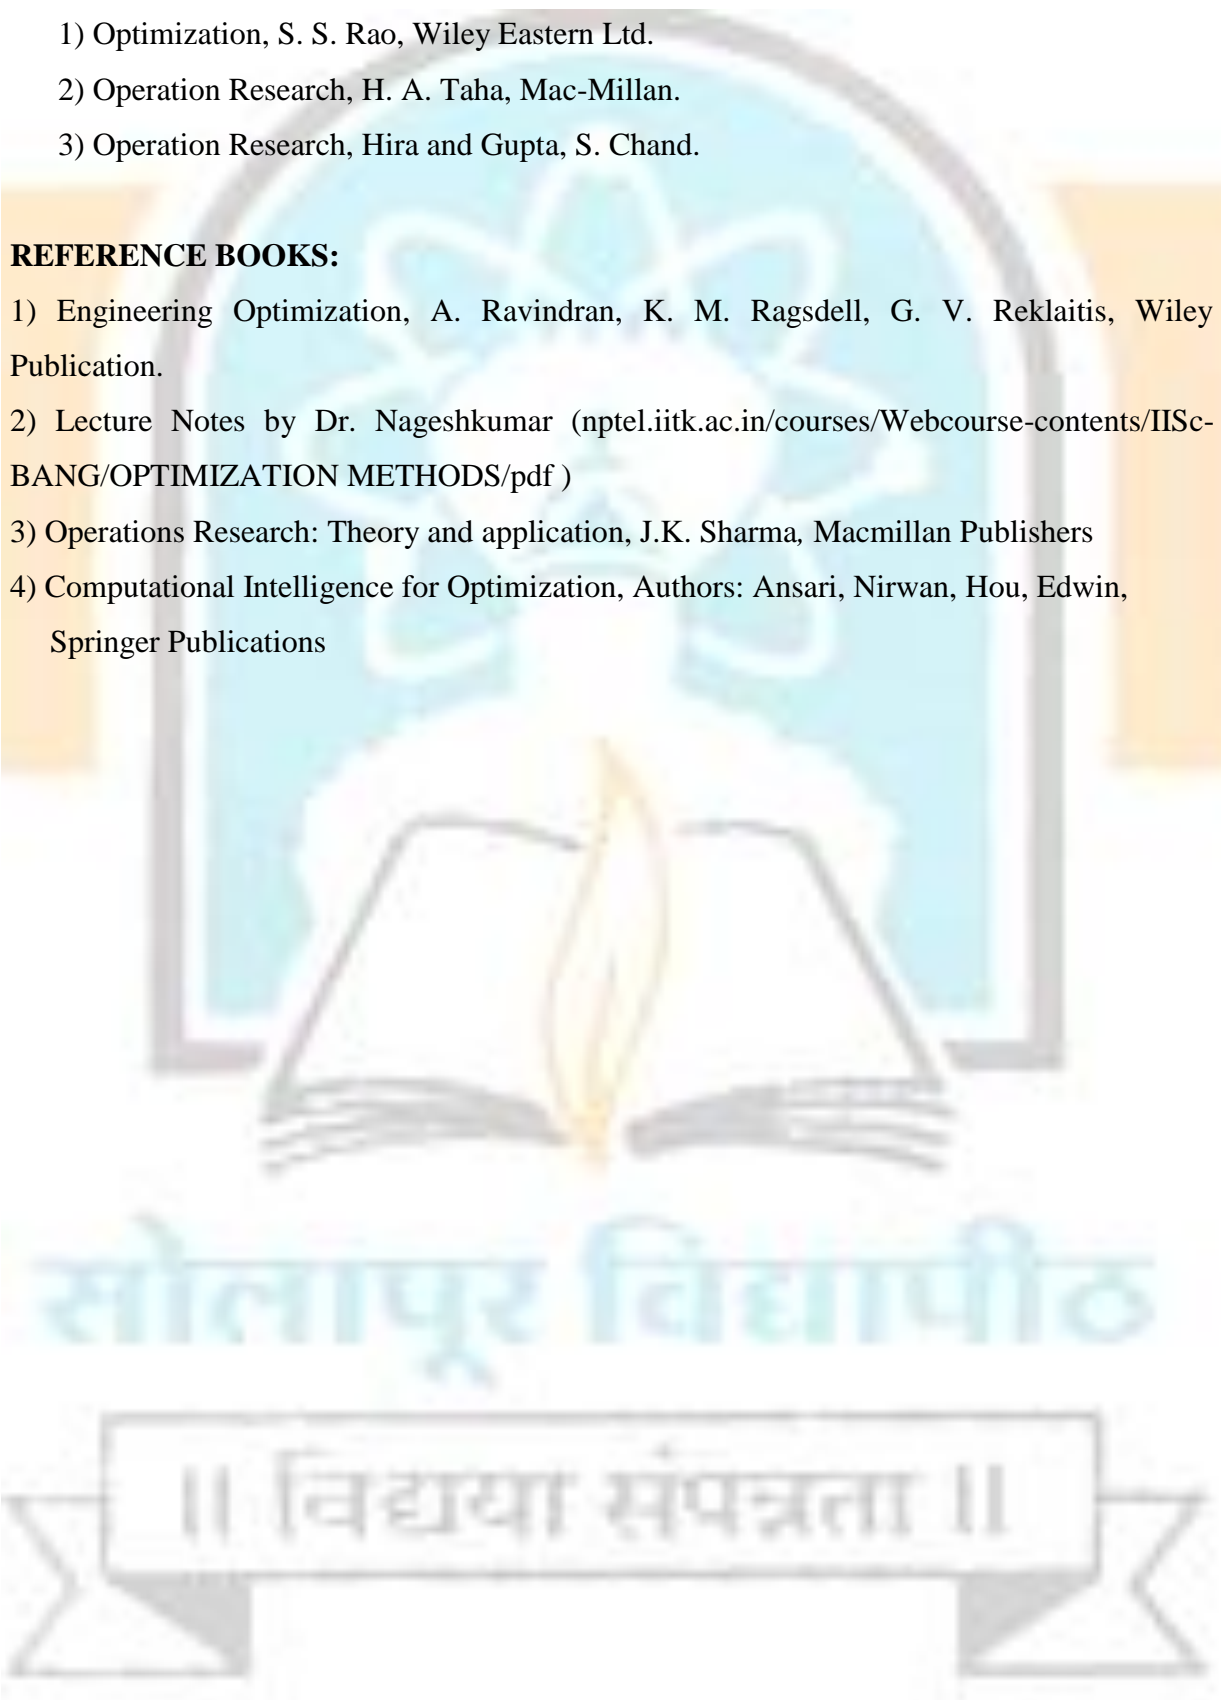 1) Optimization, S. S. Rao, Wiley Eastern Ltd.
2) Operation Research, H. A. Taha, Mac-Millan.
3) Operation Research, Hira and Gupta, S. Chand.
REFERENCE BOOKS:
1) Engineering Optimization, A. Ravindran, K. M. Ragsdell, G. V. Reklaitis, Wiley
Publication.
2) Lecture Notes by Dr. Nageshkumar (nptel.iitk.ac.in/courses/Webcourse-contents/IISc-
BANG/OPTIMIZATION METHODS/pdf )
3) Operations Research: Theory and application, J.K. Sharma, Macmillan Publishers
4) Computational Intelligence for Optimization, Authors: Ansari, Nirwan, Hou, Edwin,
Springer Publications
सोलापूर विद्यापीठ
|| विद्यया संपन्नता ||